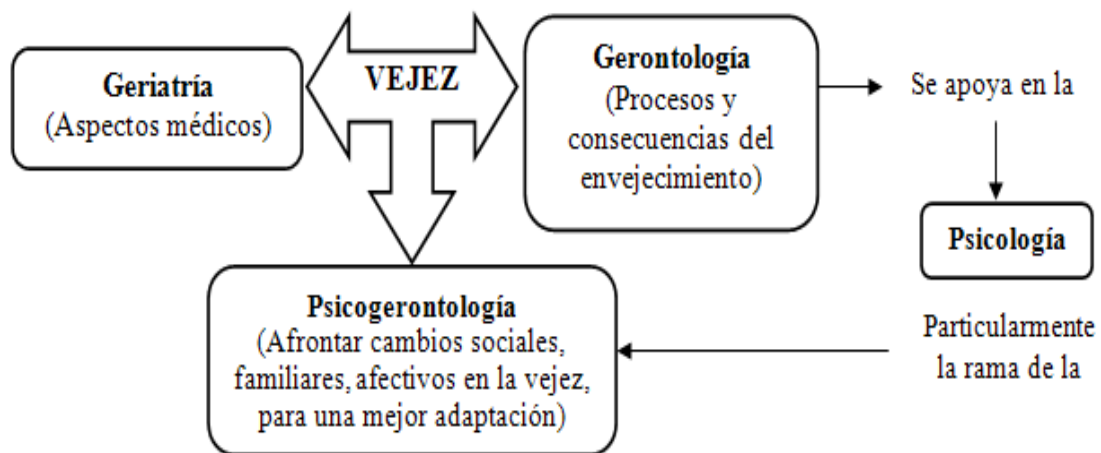 Geriatría
(Aspectos médicos)
VEJEZ
Gerontología
(Procesos y
consecuencias del
envejecimiento)
Se apoya en la
Psicología
Particularmente
la rama de la
Psicogerontología
(Afrontar cambios sociales,
familiares, afectivos en la vejez,
para una mejor adaptación)